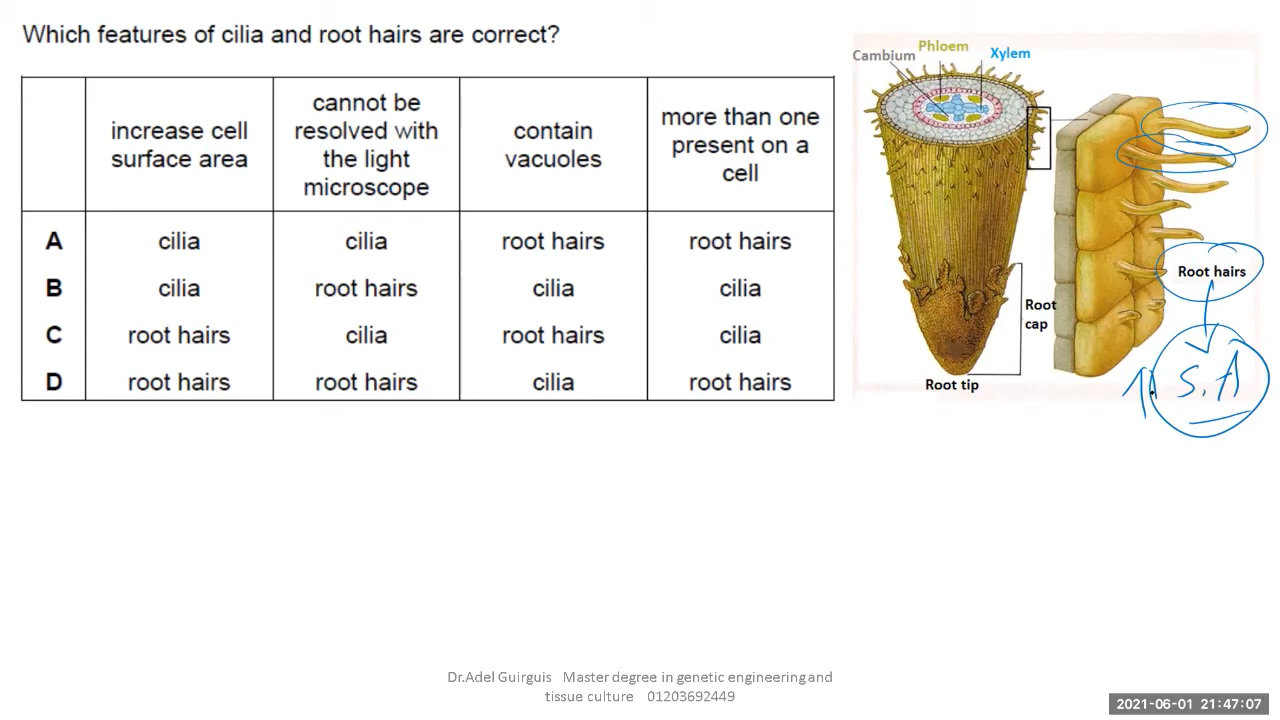 Which features of cilia and root hairs are correct?
increase cell
surface area
cannot be
resolved with
the light
microscope
contain
vacuoles
more than one
present on a
cell
A cilia cilia root hairs root hairs
B cilia root hairs cilia cilia
C root hairs cilia root hairs cilia
D root hairs root hairs cilia root hairs
Phloem
Cambium
Xylem
Root hairs
Root
cap
Root tip
S.A
Dr.Adel Guirguis Master degree in genetic engineering and
tissue culture 01203692449
2021-06-01 21:47:07